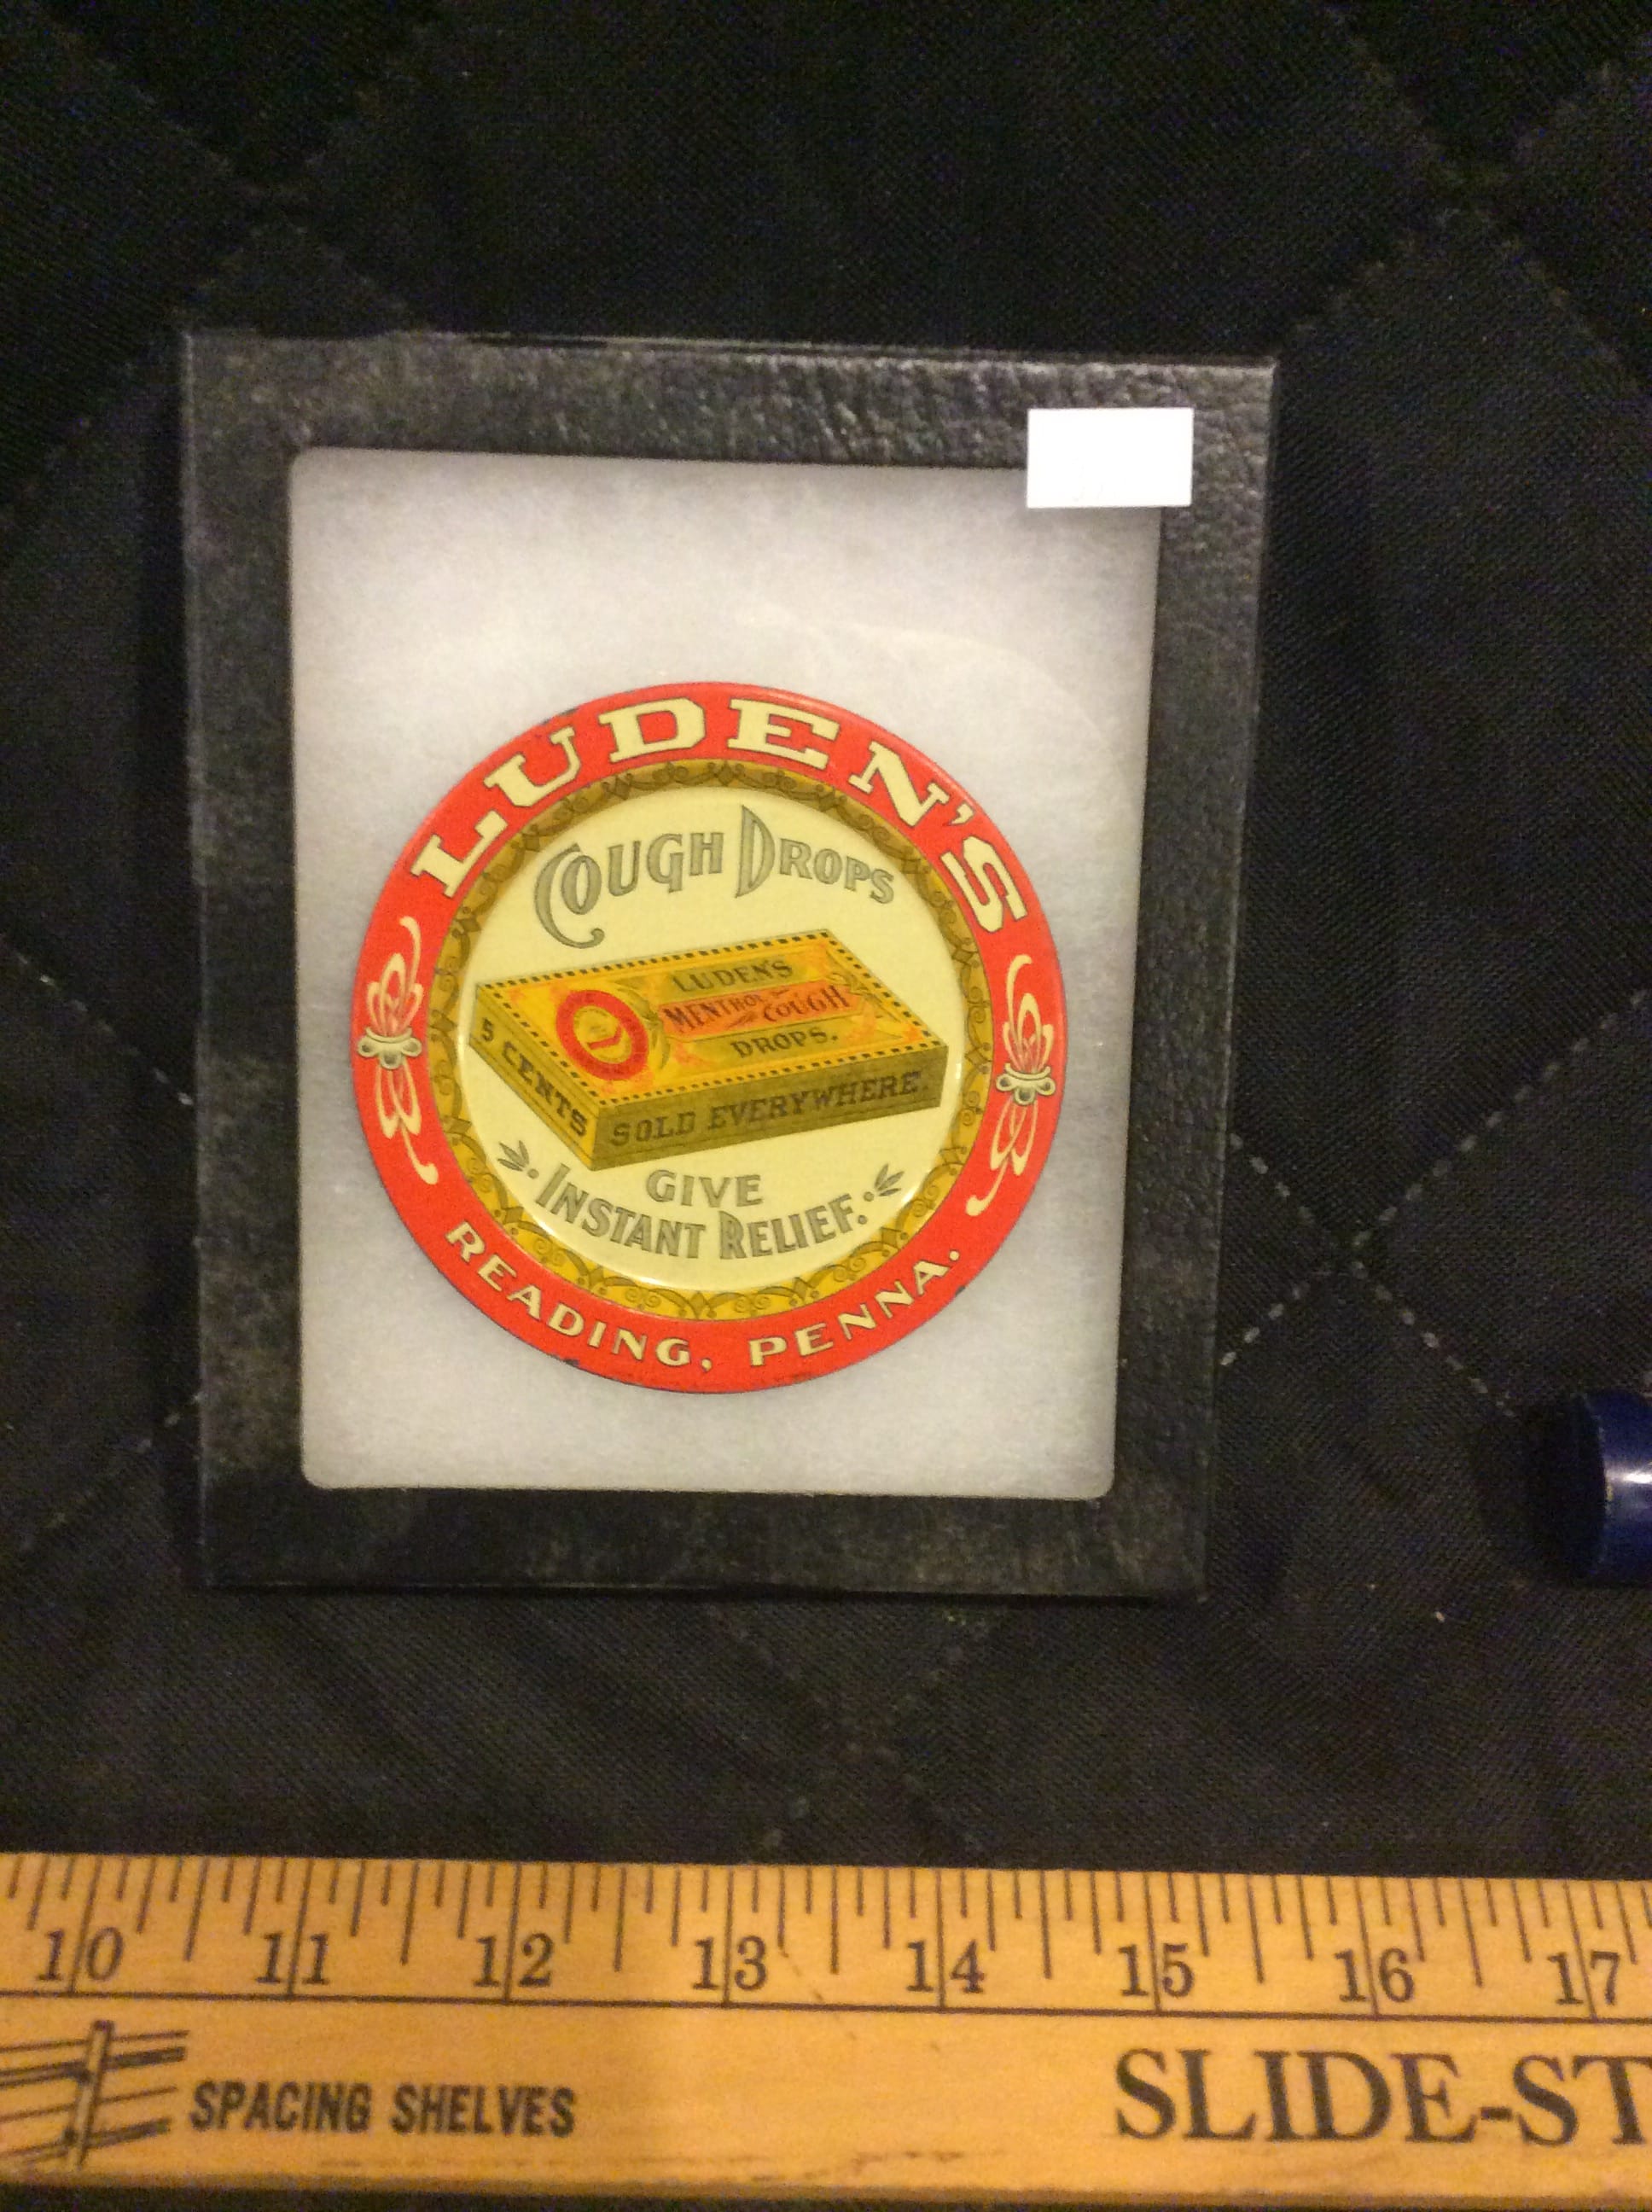 LUDEN'S
COUGH DROPS
LUDEN'S
MENTHOL COUGH
DROPS.
5 CENTS
SOLD EVERYWHERE.
GIVE
INSTANT RELIEF.
READING, PENNA.
10 11 12 13 14 15 16 17
SPACING SHELVES
SLIDE-ST